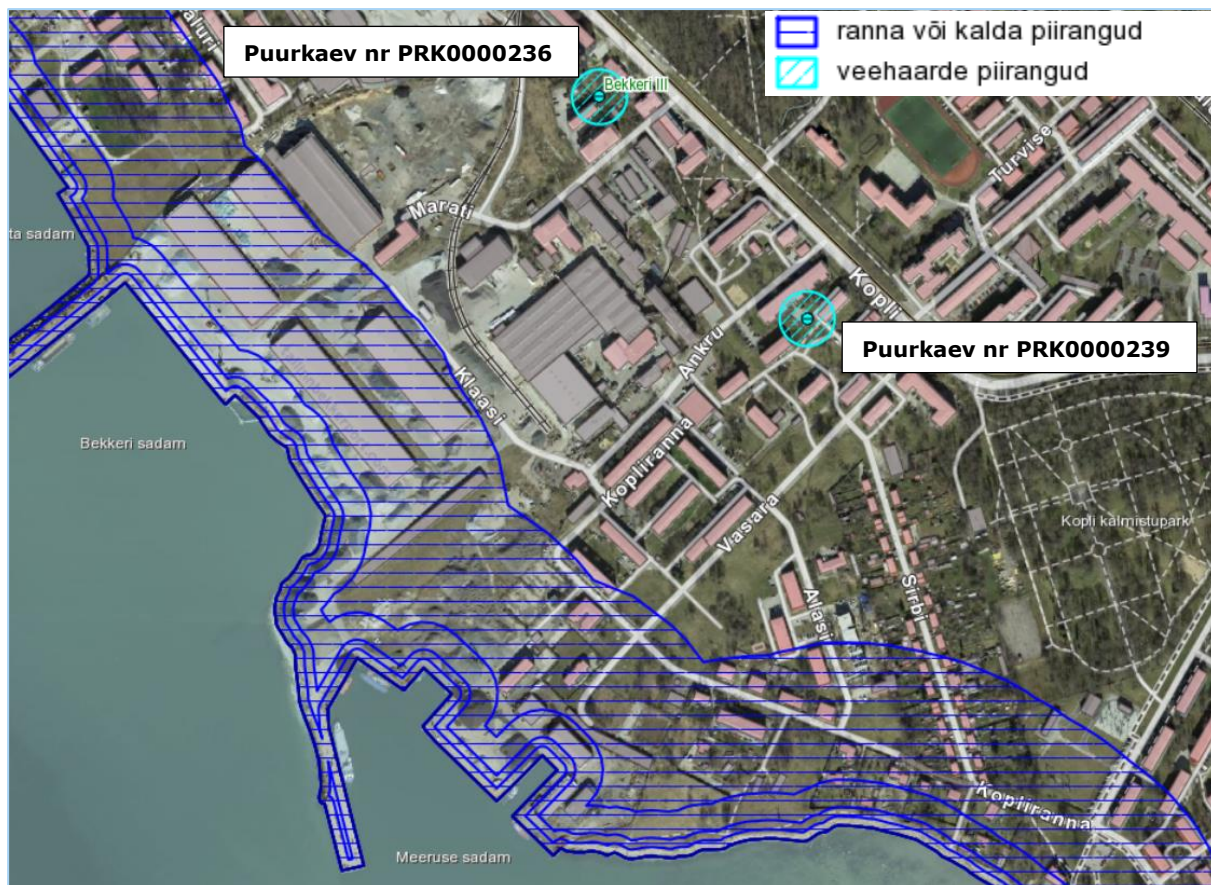 Puurkaev nr PRK0000236
ranna või kalda piirangud
veehaarde piirangud
Bekkeri III
Turvise
Marati
ta sadam
Kopli
Ankru
Puurkaev nr PRK0000239
Klaasi
Bekkeri sadam
Kopliranna
Vasara
Kopli kalmistupark
Sirbi
Alasi
Kopliranna
Meeruse sadam